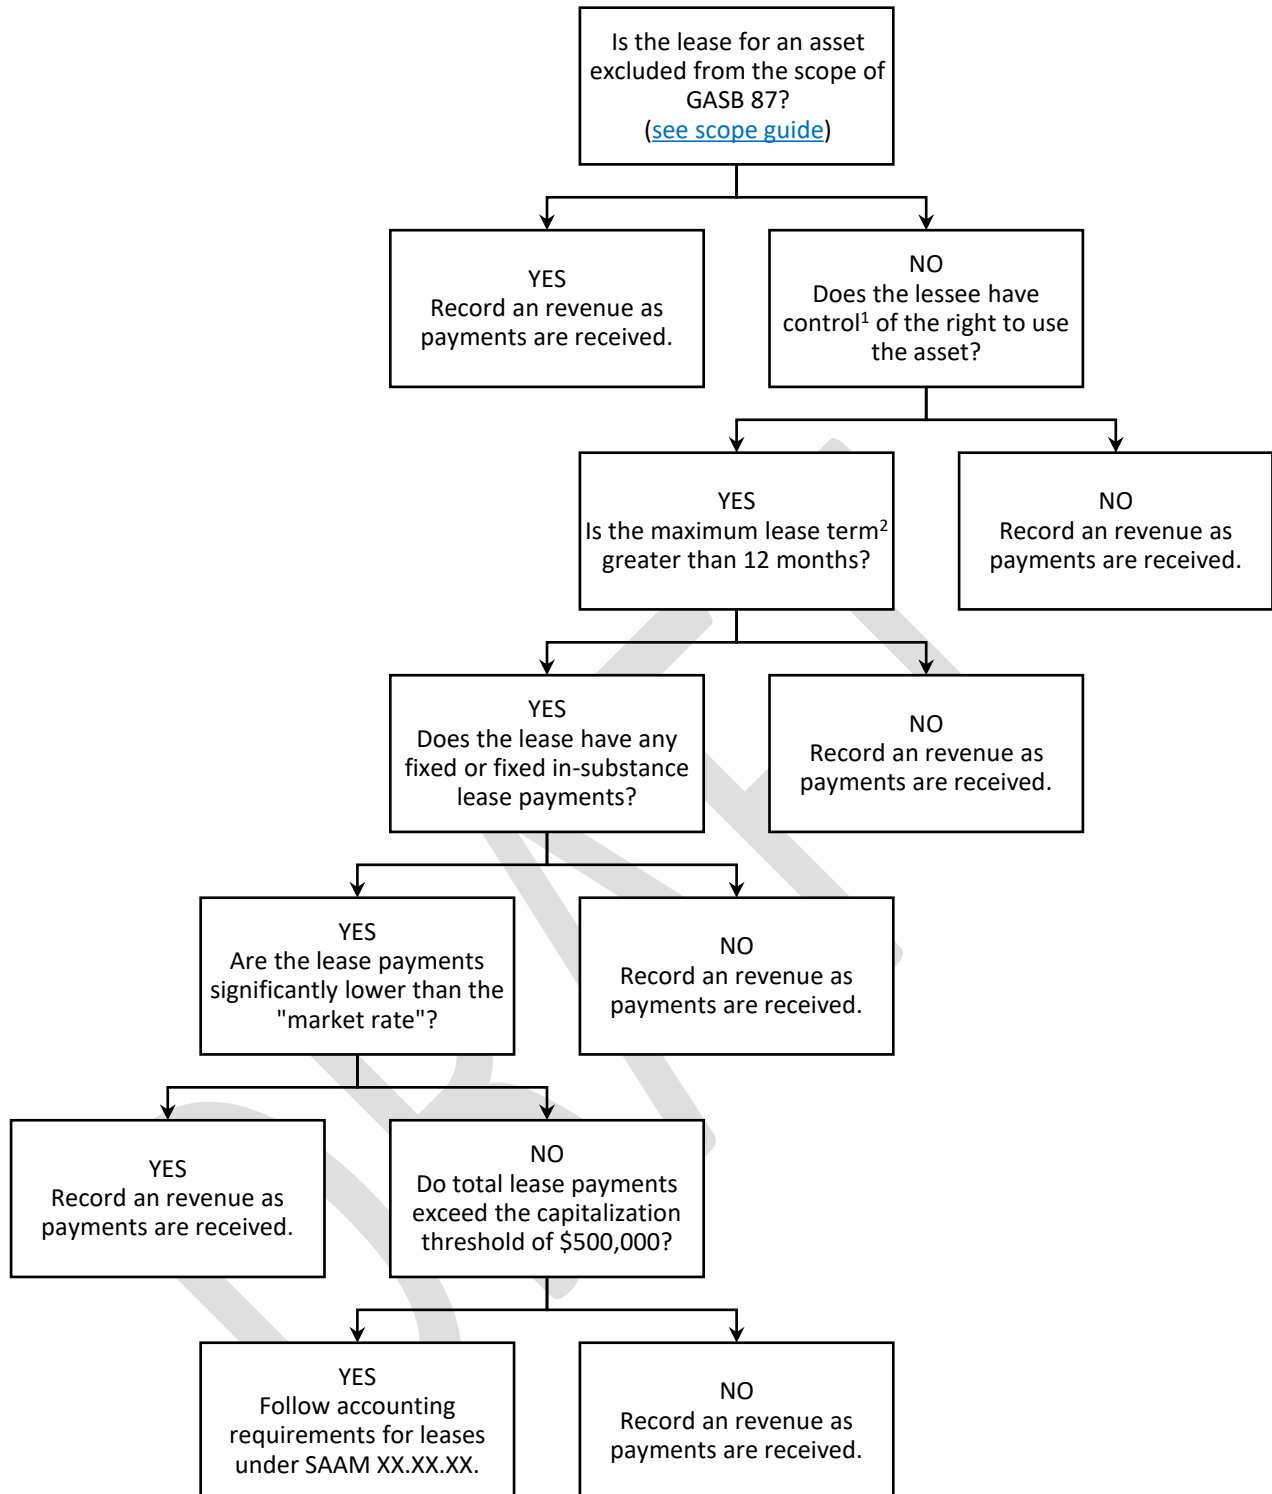 Is the lease for an asset
excluded from the scope of
GASB 87?
(see scope guide)
YES
Record an revenue as
payments are received.
NO
Does the lessee have
control¹ of the right to use
the asset?
YES
Is the maximum lease term²
greater than 12 months?
NO
Record an revenue as
payments are received.
YES
Does the lease have any
fixed or fixed in-substance
lease payments?
NO
Record an revenue as
payments are received.
YES
Are the lease payments
significantly lower than the
"market rate"?
NO
Record an revenue as
payments are received.
YES
Record an revenue as
payments are received.
NO
Do total lease payments
exceed the capitalization
threshold of $500,000?
YES
Follow accounting
requirements for leases
under SAAM XX.XX.XX.
NO
Record an revenue as
payments are received.
DRAFT